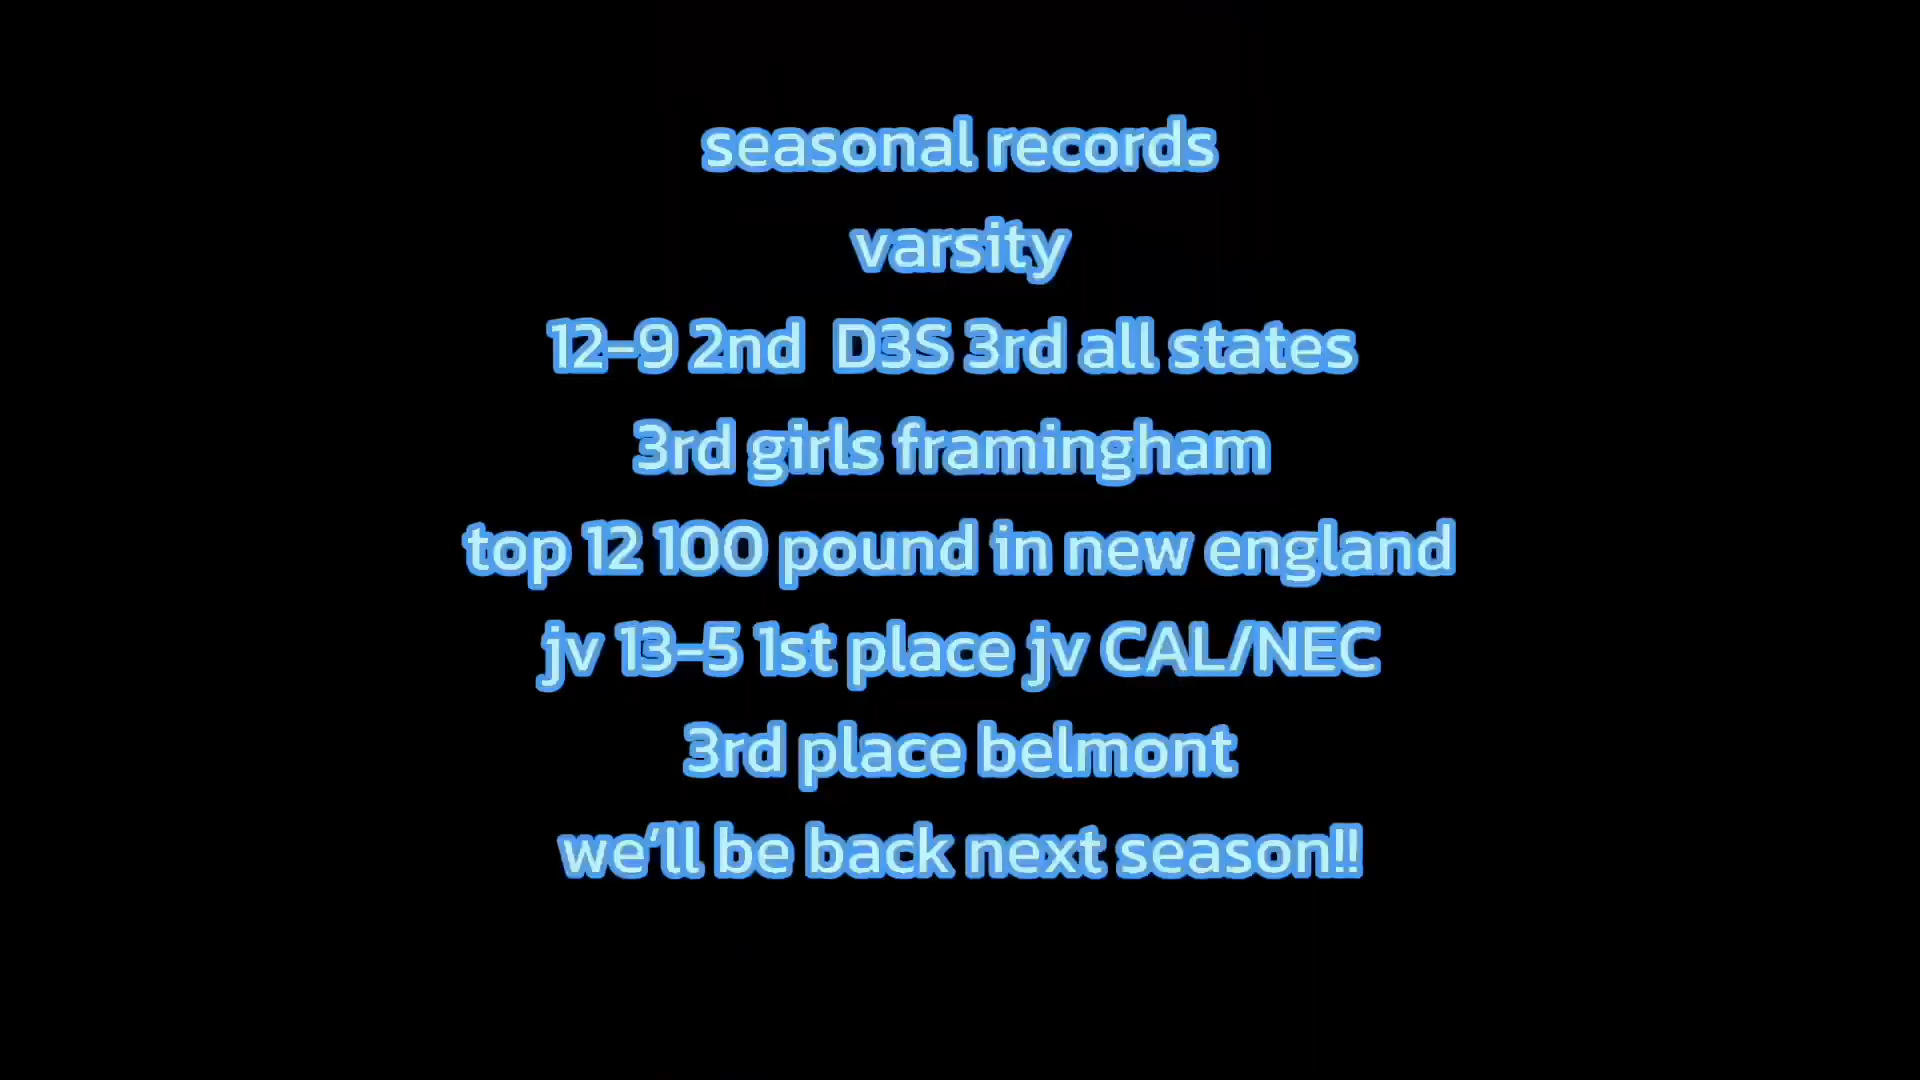 seasonal records
varsity
12-9 2nd  D3S 3rd all states
3rd girls framingham
top 12 100 pound in new england
jv 13-5 1st place jv CAL/NEC
3rd place belmont
we’ll be back next season!!